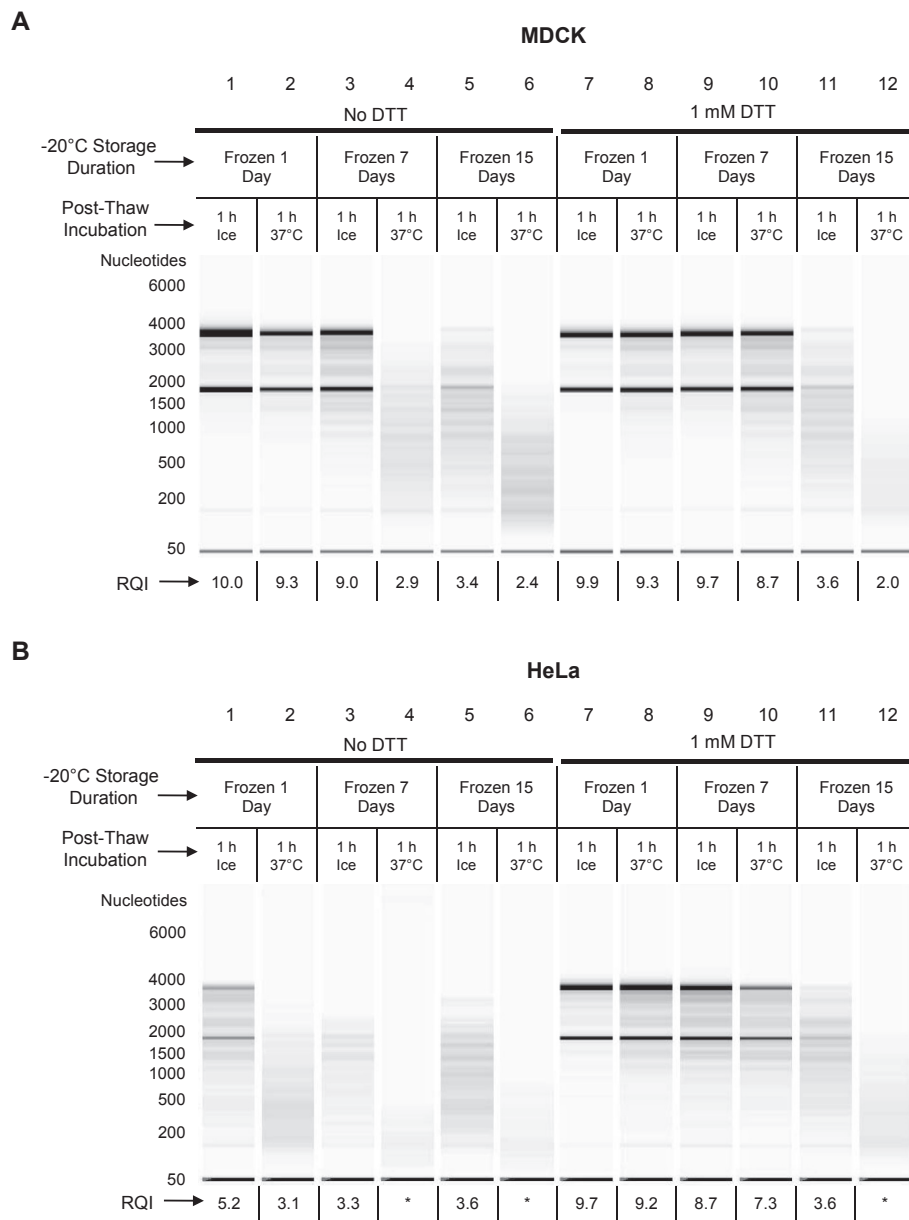 A
MDCK
1 2 3 4 5 6 7 8 9 10 11 12
No DTT 1 mM DTT
-20°C Storage
Duration
Frozen 1 Frozen 7 Frozen 15 Frozen 1 Frozen 7 Frozen 15
Day Days Days Day Days Days
Post-Thaw
Incubation
1 h 1 h 1 h 1 h 1 h 1 h 1 h 1 h 1 h 1 h 1 h 1 h
Ice 37°C Ice 37°C Ice 37°C Ice 37°C Ice 37°C Ice 37°C
Nucleotides
6000
4000
3000
2000
1500
1000
500
200
50
RQI 10.0 9.3 9.0 2.9 3.4 2.4 9.9 9.3 9.7 8.7 3.6 2.0
B
HeLa
1 2 3 4 5 6 7 8 9 10 11 12
No DTT 1 mM DTT
-20°C Storage
Duration
Frozen 1 Frozen 7 Frozen 15 Frozen 1 Frozen 7 Frozen 15
Day Days Days Day Days Days
Post-Thaw
Incubation
1 h 1 h 1 h 1 h 1 h 1 h 1 h 1 h 1 h 1 h 1 h 1 h
Ice 37°C Ice 37°C Ice 37°C Ice 37°C Ice 37°C Ice 37°C
Nucleotides
6000
4000
3000
2000
1500
1000
500
200
50
RQI 5.2 3.1 3.3 * 3.6 * 9.7 9.2 8.7 7.3 3.6 *